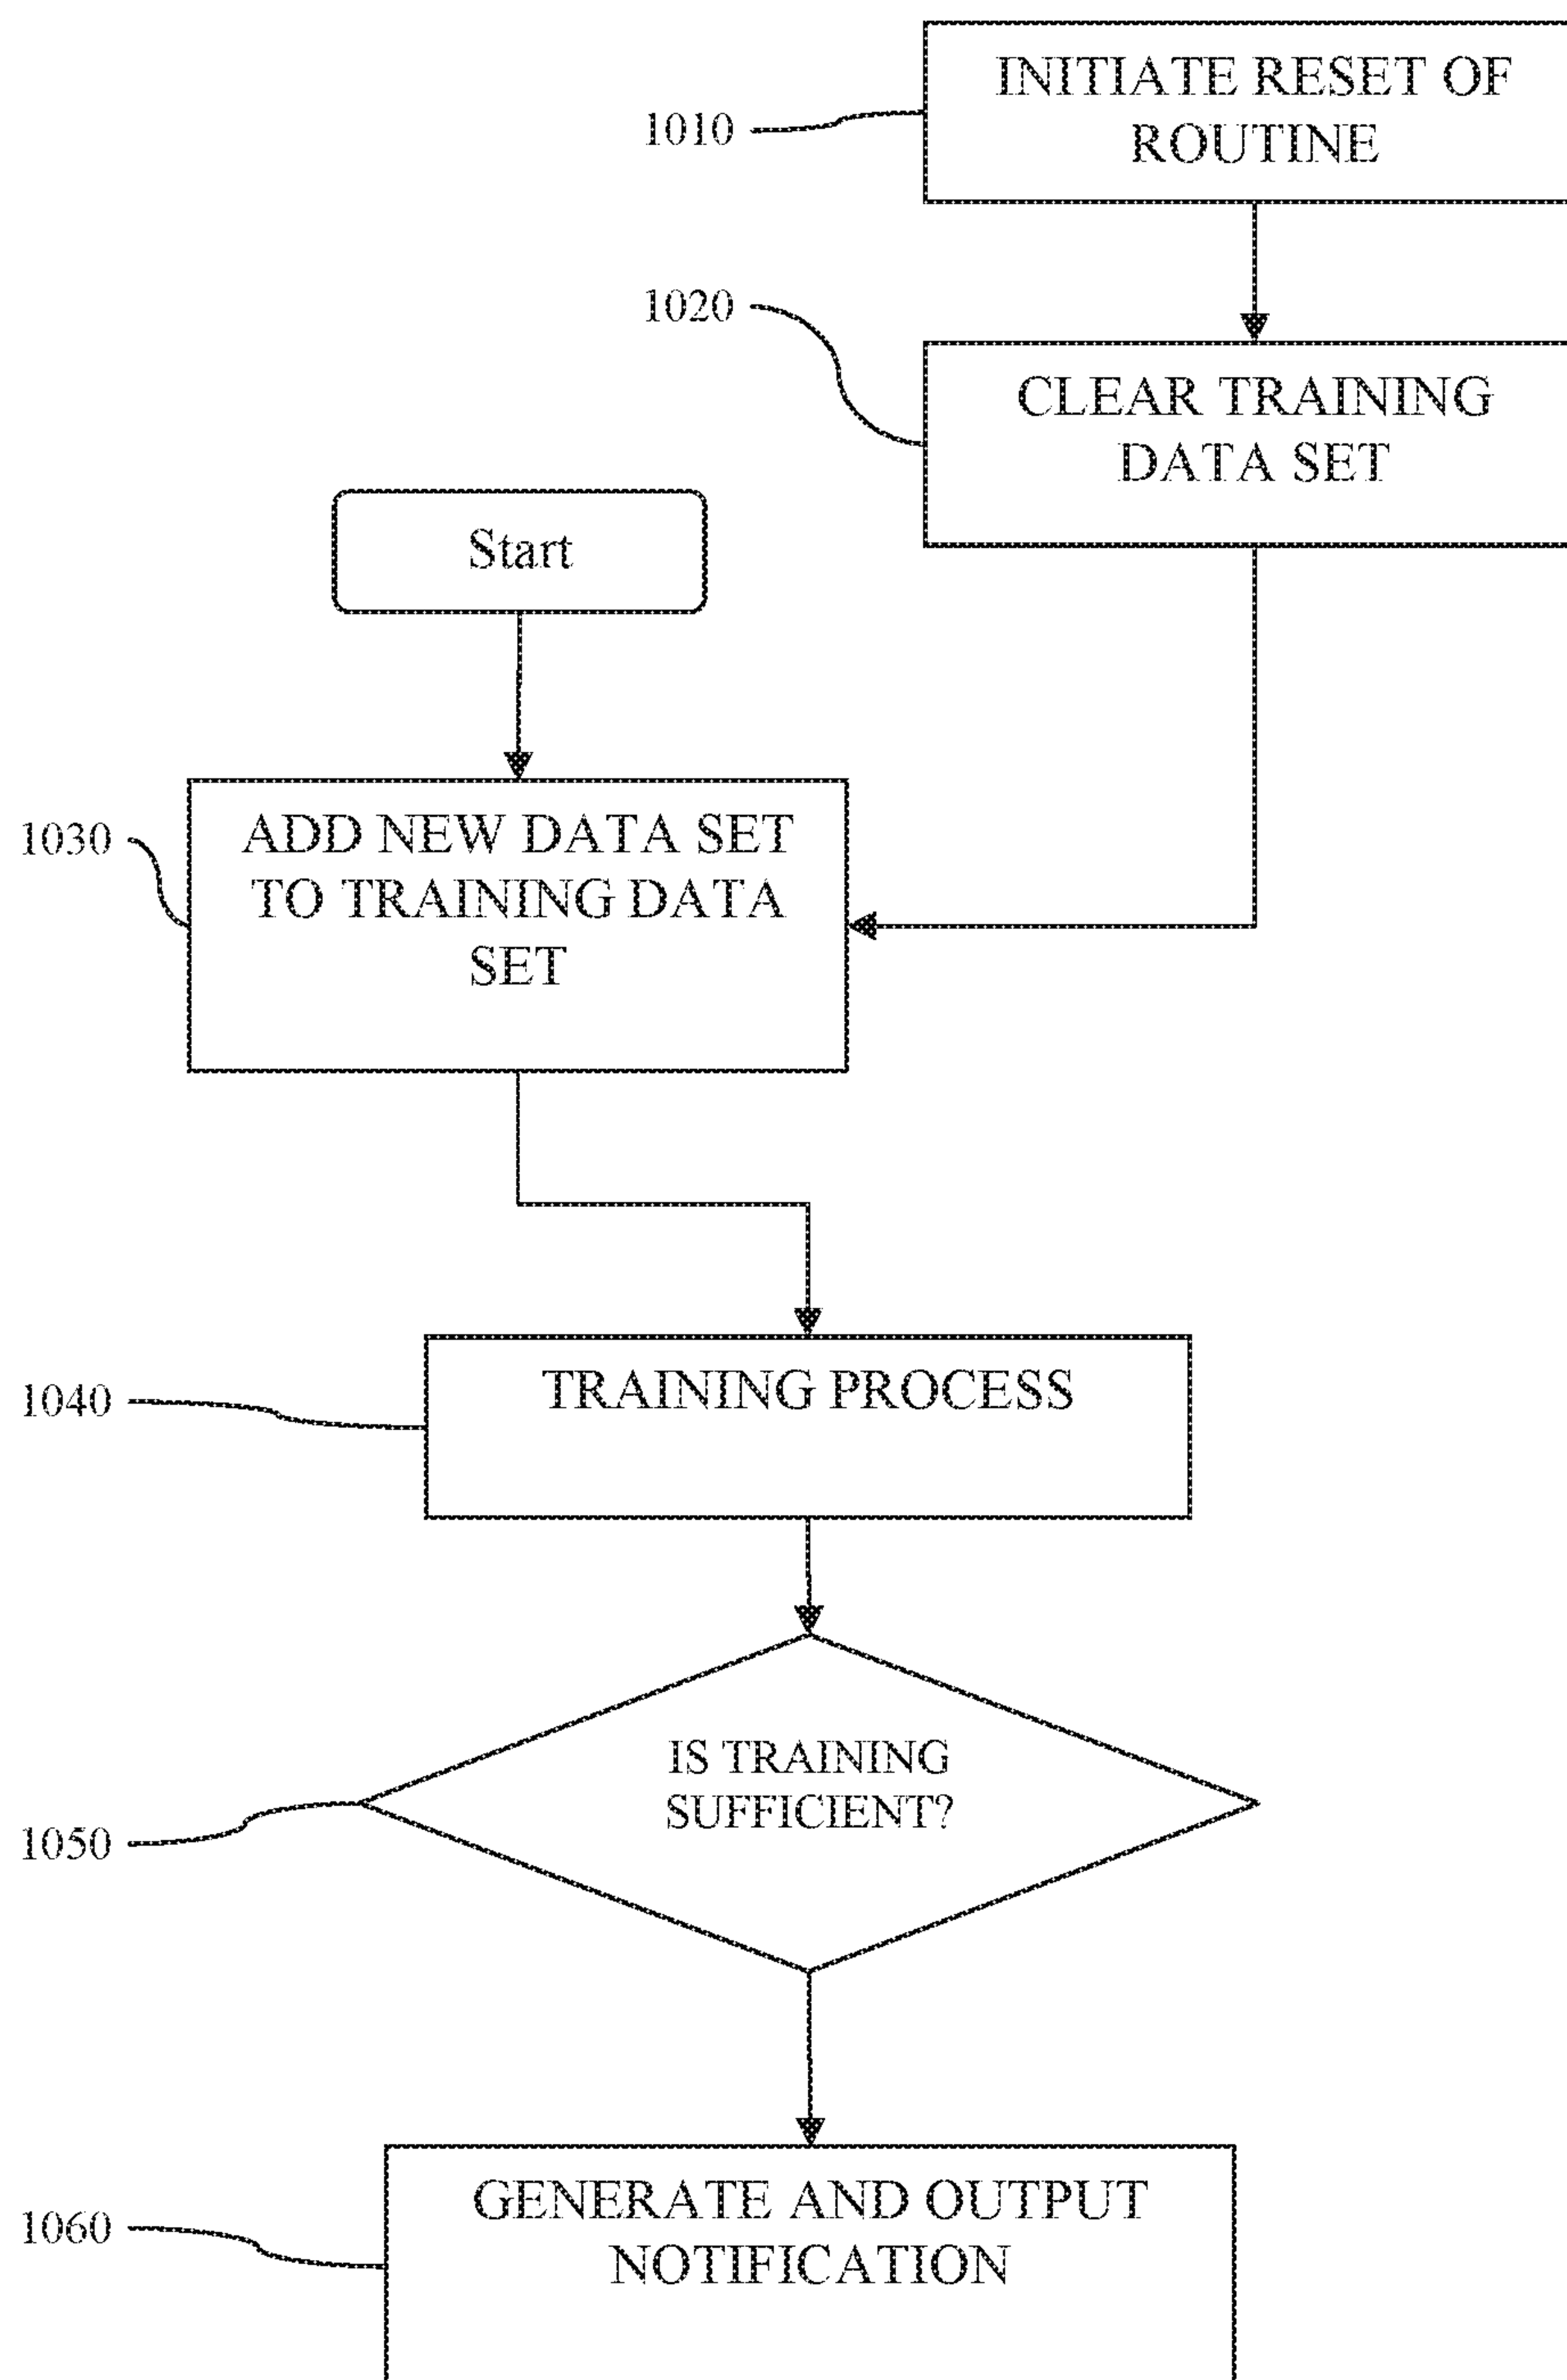 INITIATE RESET OF
ROUTINE
1010
1020
CLEAR TRAINING
DATA SET
Start
1030
ADD NEW DATA SET
TO TRAINING DATA
SET
1040
TRAINING PROCESS
IS TRAINING
SUFFICIENT?
1050
1060
GENERATE AND OUTPUT
NOTIFICATION